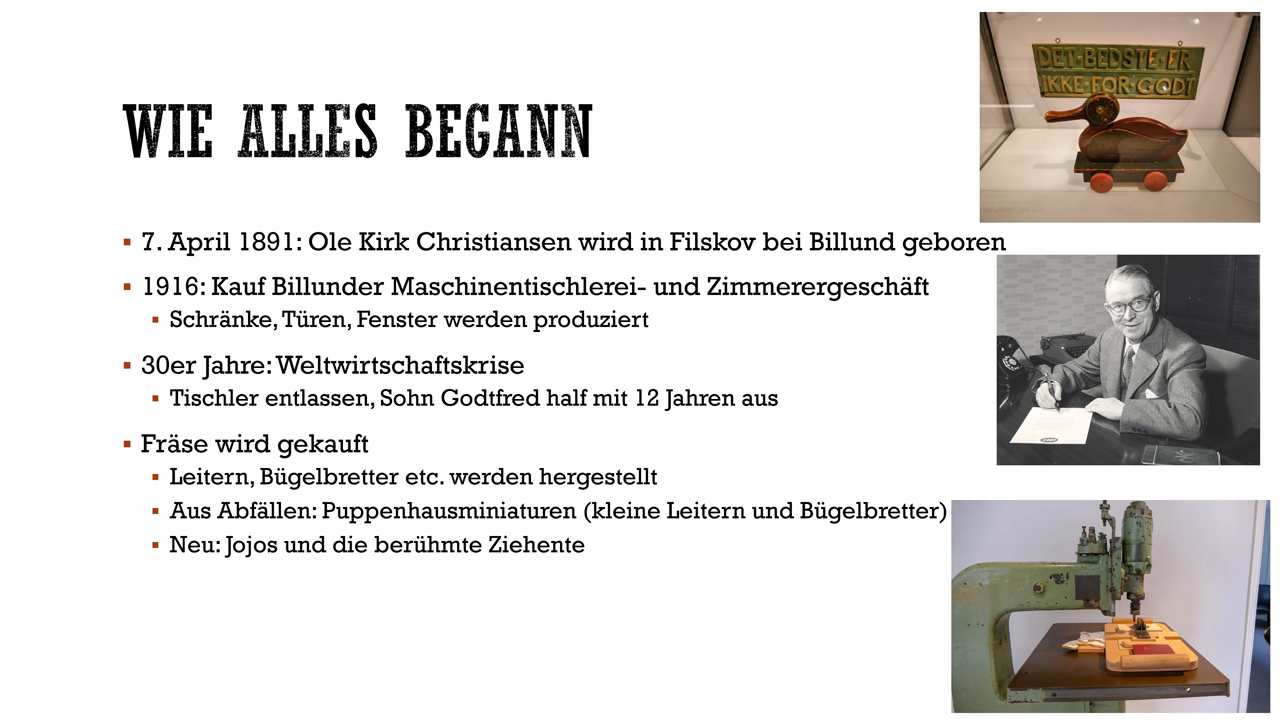 WIE ALLES BEGANN
7. April 1891: Ole Kirk Christiansen wird in Filskov bei Billund geboren
1916: Kauf Billunder Maschinentischlerei- und Zimmerergeschäft
Schränke, Türen, Fenster werden produziert
30er Jahre: Weltwirtschaftskrise
Tischler entlassen, Sohn Godtfred half mit 12 Jahren aus
Fräse wird gekauft
Leitern, Bügelbretter etc. werden hergestellt
Aus Abfällen: Puppenhausminiaturen (kleine Leitern und Bügelbretter)
Neu: Jojos und die berühmte Ziehente
DET·BEDSTE·ER
IKKE·FOR·GODT